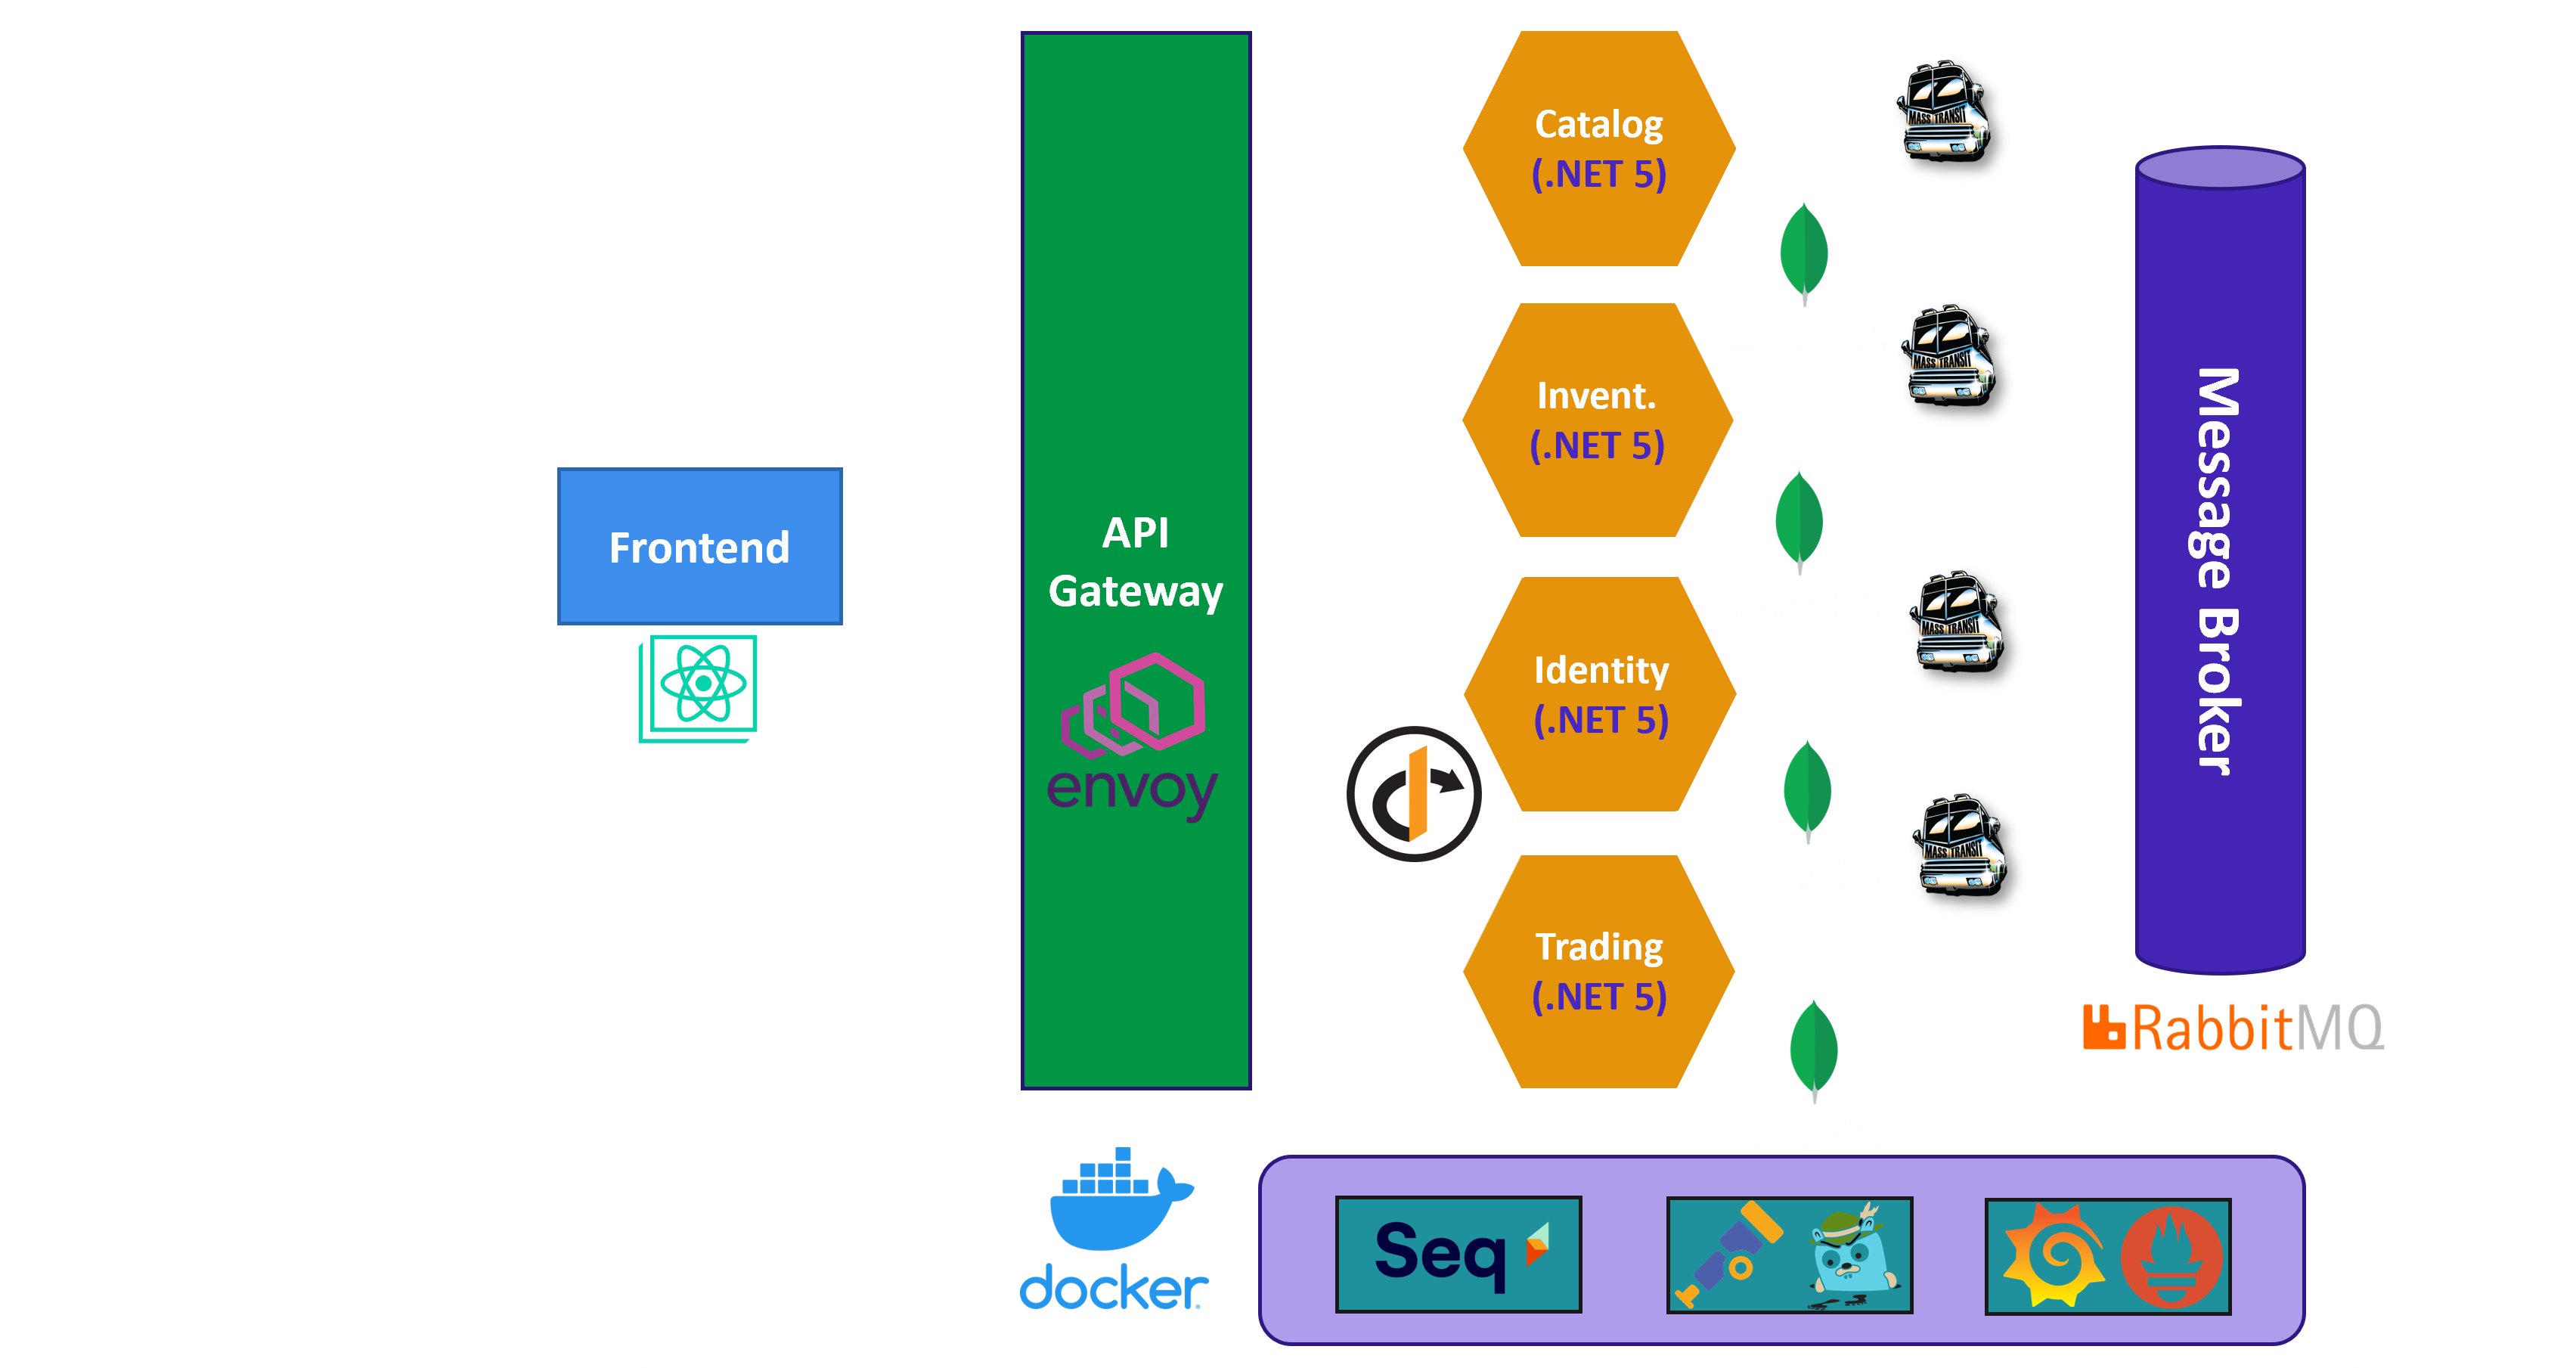 Frontend
API
Gateway
envoy
Catalog
(.NET 5)
Invent.
(.NET 5)
Identity
(.NET 5)
Trading
(.NET 5)
MASS TRANSIT
MASS TRANSIT
MASS TRANSIT
MASS TRANSIT
Message Broker
RabbitMQ
docker
Seq